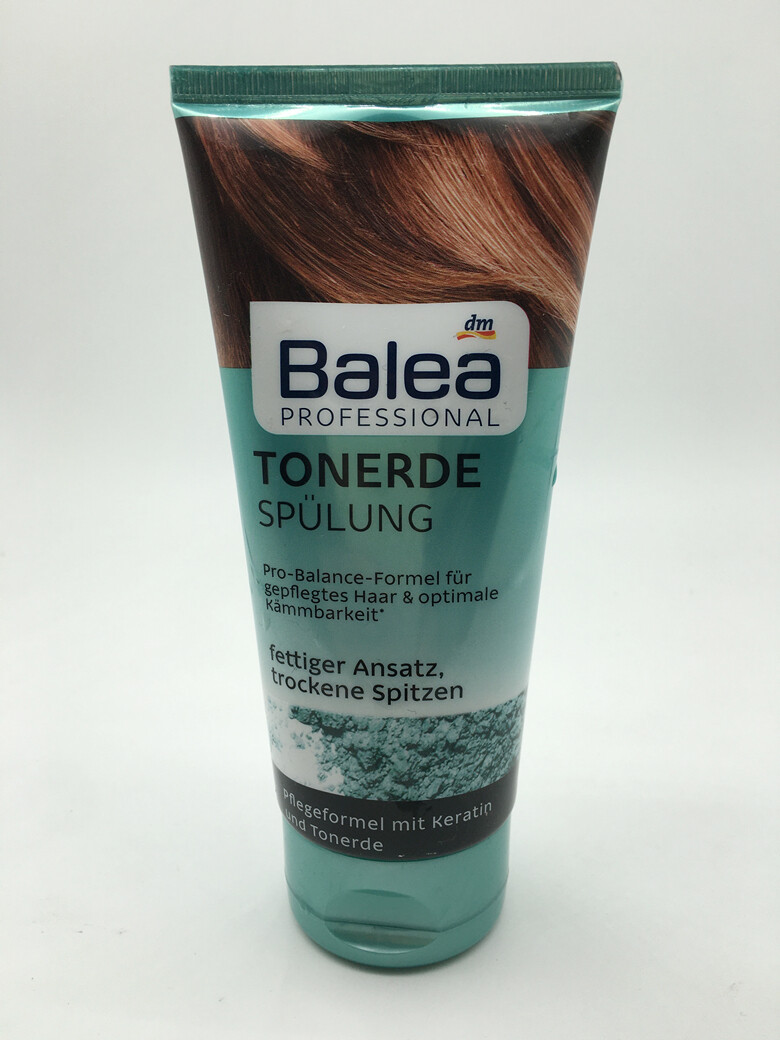 dm
Balea
PROFESSIONAL
TONERDE
SPÜLUNG
Pro-Balance-Formel für
gepflegtes Haar & optimale
Kämmbarkeit*
fettiger Ansatz,
trockene Spitzen
Pflegeformel mit Keratin
und Tonerde